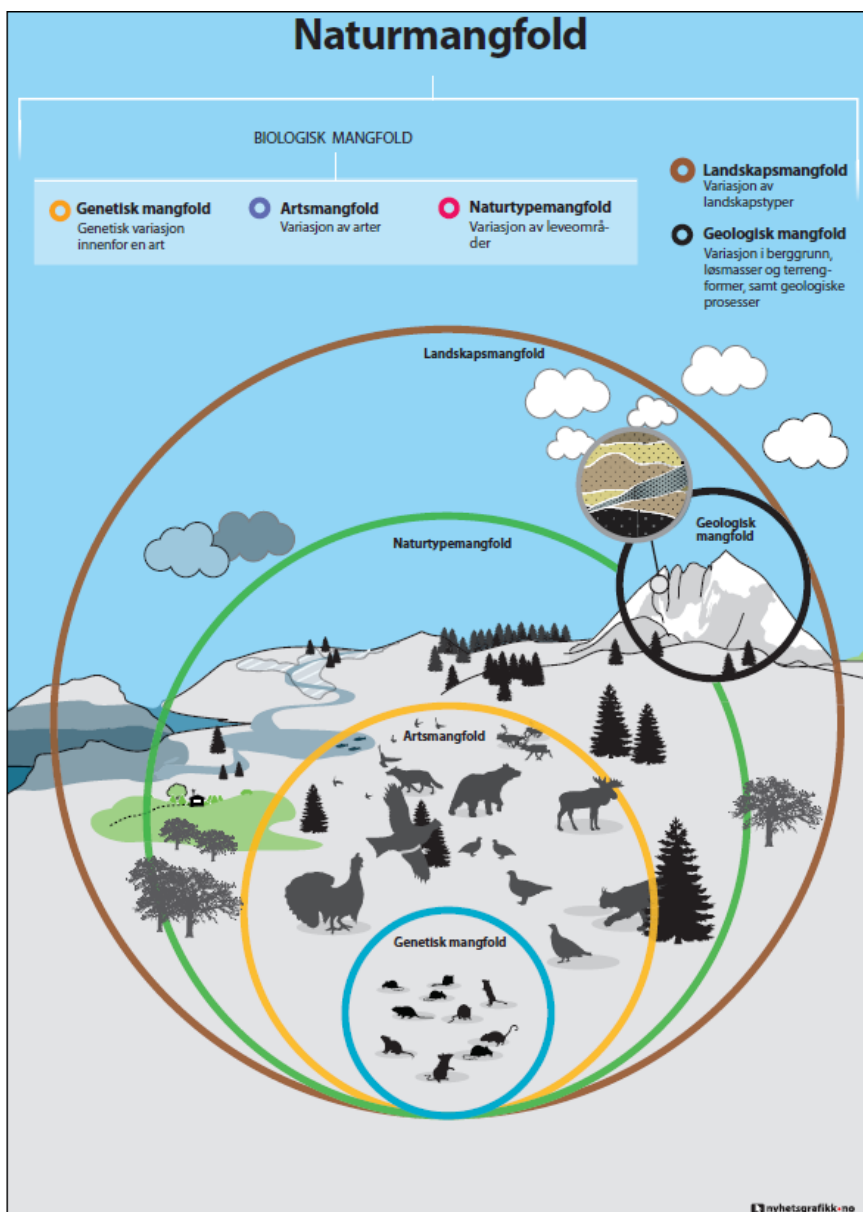 Naturmangfold
BIOLOGISK MANGFOLD
Genetisk mangfold
Genetisk variasjon
innenfor en art
Artsmangfold
Variasjon av arter
Naturtypemangfold
Variasjon av leveområ-
der
Landskapsmangfold
Variasjon av
landskapstyper
Geologisk mangfold
Variasjon i berggrunn,
løsmasser og terreng-
former, samt geologiske
prosesser
Landskapsmangfold
Geologisk
mangfold
Naturtypemangfold
Artsmangfold
Genetisk mangfold
nyhetsgrafikk•no